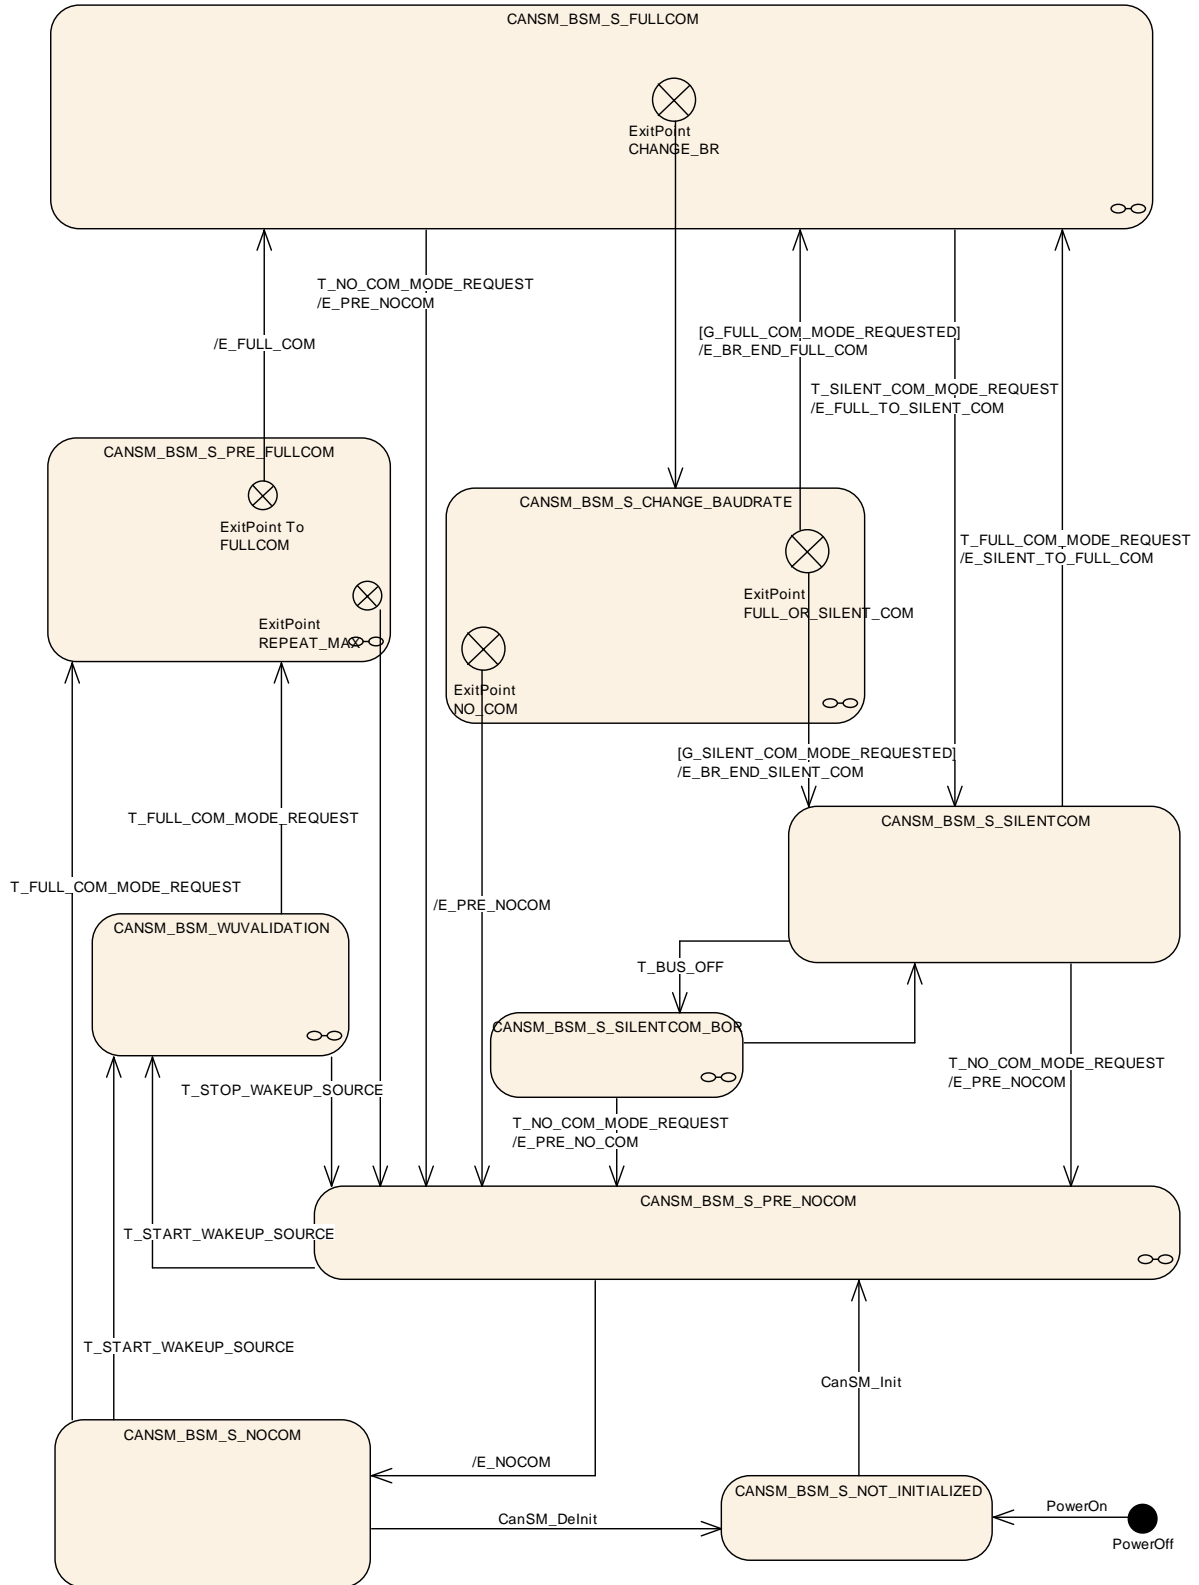 CANSM_BSM_S_FULLCOM
ExitPoint
CHANGE_BR
T_NO_COM_MODE_REQUEST
/E_PRE_NOCOM
/E_FULL_COM
[G_FULL_COM_MODE_REQUESTED]
/E_BR_END_FULL_COM
T_SILENT_COM_MODE_REQUEST
/E_FULL_TO_SILENT_COM
CANSM_BSM_S_PRE_FULLCOM
ExitPoint To
FULLCOM
ExitPoint
REPEAT_MAX
CANSM_BSM_S_CHANGE_BAUDRATE
ExitPoint
FULL_OR_SILENT_COM
ExitPoint
NO_COM
T_FULL_COM_MODE_REQUEST
/E_SILENT_TO_FULL_COM
[G_SILENT_COM_MODE_REQUESTED]
/E_BR_END_SILENT_COM
T_FULL_COM_MODE_REQUEST
CANSM_BSM_S_SILENTCOM
T_FULL_COM_MODE_REQUEST
/E_PRE_NOCOM
CANSM_BSM_WUVALIDATION
T_BUS_OFF
CANSM_BSM_S_SILENTCOM_BOR
T_STOP_WAKEUP_SOURCE
T_NO_COM_MODE_REQUEST
/E_PRE_NOCOM
T_NO_COM_MODE_REQUEST
/E_PRE_NO_COM
CANSM_BSM_S_PRE_NOCOM
T_START_WAKEUP_SOURCE
T_START_WAKEUP_SOURCE
CanSM_Init
CANSM_BSM_S_NOCOM
/E_NOCOM
CANSM_BSM_S_NOT_INITIALIZED
CanSM_DeInit
PowerOn
PowerOff